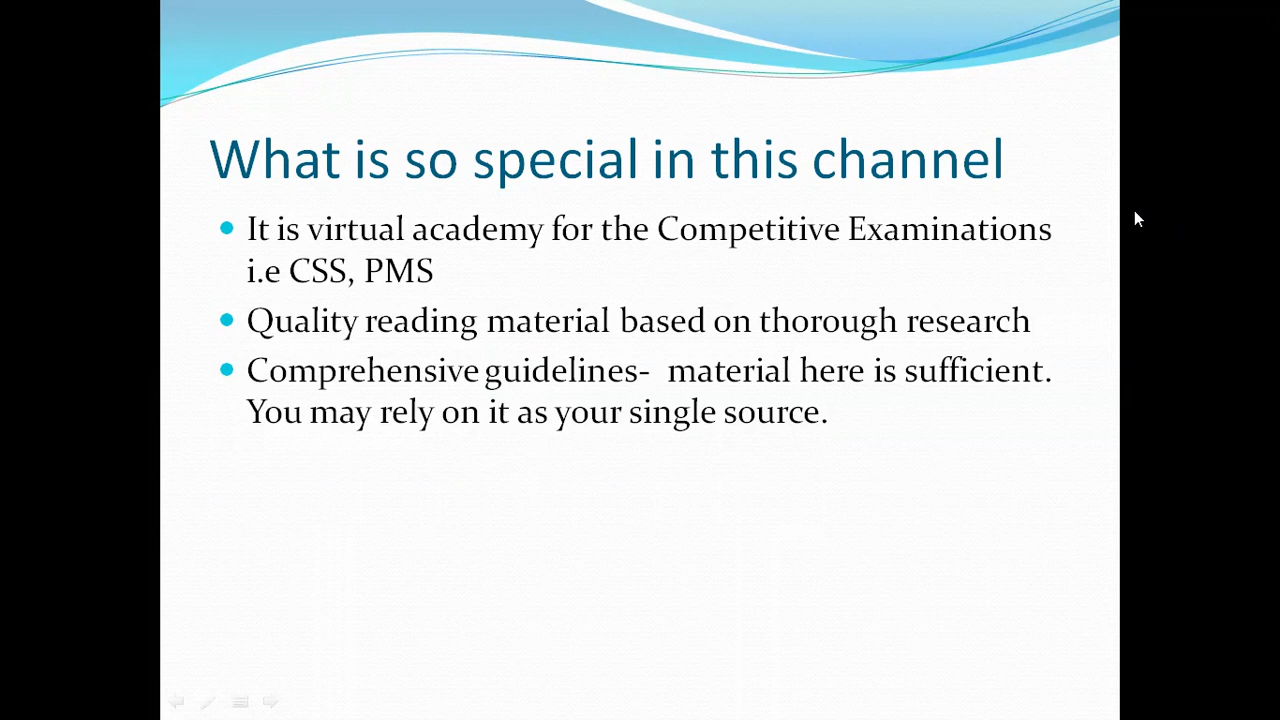 What is so special in this channel
It is virtual academy for the Competitive Examinations
i.e CSS, PMS
Quality reading material based on thorough research
Comprehensive guidelines-  material here is sufficient.
You may rely on it as your single source.